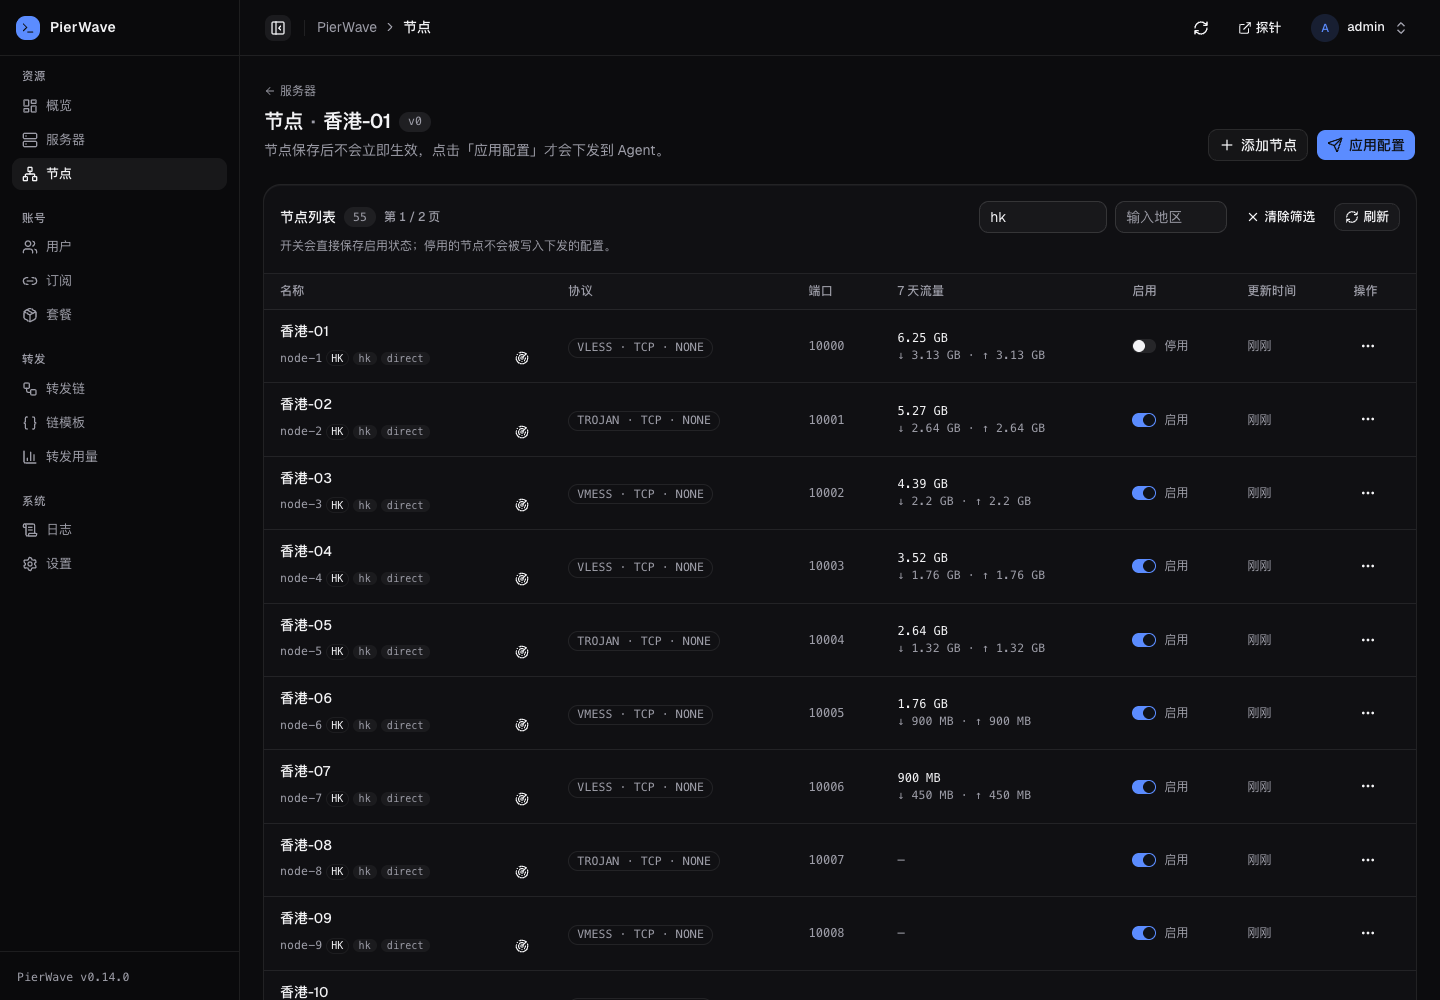 PierWave
PierWave > 节点
探针
A admin
资源
概览
服务器
节点
账号
用户
订阅
套餐
转发
转发链
链模板
转发用量
系统
日志
设置
PierWave v0.14.0
← 服务器
节点 · 香港-01 v0
节点保存后不会立即生效，点击「应用配置」才会下发到 Agent。
添加节点
应用配置
节点列表 55 第 1 / 2 页
hk
输入地区
清除筛选
刷新
开关会直接保存启用状态；停用的节点不会被写入下发的配置。
名称 协议 端口 7 天流量 启用 更新时间 操作
香港-01
node-1 HK hk direct
VLESS · TCP · NONE
10000
6.25 GB
↓ 3.13 GB · ↑ 3.13 GB
停用
刚刚
香港-02
node-2 HK hk direct
TROJAN · TCP · NONE
10001
5.27 GB
↓ 2.64 GB · ↑ 2.64 GB
启用
刚刚
香港-03
node-3 HK hk direct
VMESS · TCP · NONE
10002
4.39 GB
↓ 2.2 GB · ↑ 2.2 GB
启用
刚刚
香港-04
node-4 HK hk direct
VLESS · TCP · NONE
10003
3.52 GB
↓ 1.76 GB · ↑ 1.76 GB
启用
刚刚
香港-05
node-5 HK hk direct
TROJAN · TCP · NONE
10004
2.64 GB
↓ 1.32 GB · ↑ 1.32 GB
启用
刚刚
香港-06
node-6 HK hk direct
VMESS · TCP · NONE
10005
1.76 GB
↓ 900 MB · ↑ 900 MB
启用
刚刚
香港-07
node-7 HK hk direct
VLESS · TCP · NONE
10006
900 MB
↓ 450 MB · ↑ 450 MB
启用
刚刚
香港-08
node-8 HK hk direct
TROJAN · TCP · NONE
10007
—
启用
刚刚
香港-09
node-9 HK hk direct
VMESS · TCP · NONE
10008
—
启用
刚刚
香港-10